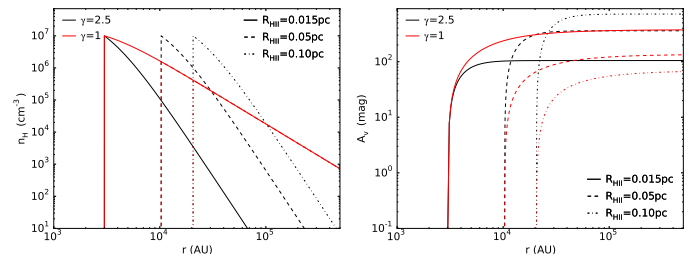 γ=2.5
γ=1
R_HII=0.015pc
R_HII=0.05pc
R_HII=0.10pc
10^7
10^6
10^5
10^4
10^3
10^2
10^1
n_H (cm^-3)
10^3
10^4
10^5
r (AU)
γ=2.5
γ=1
10^2
10^1
10^0
10^-1
A_v (mag)
R_HII=0.015pc
R_HII=0.05pc
R_HII=0.10pc
10^3
10^4
10^5
r (AU)